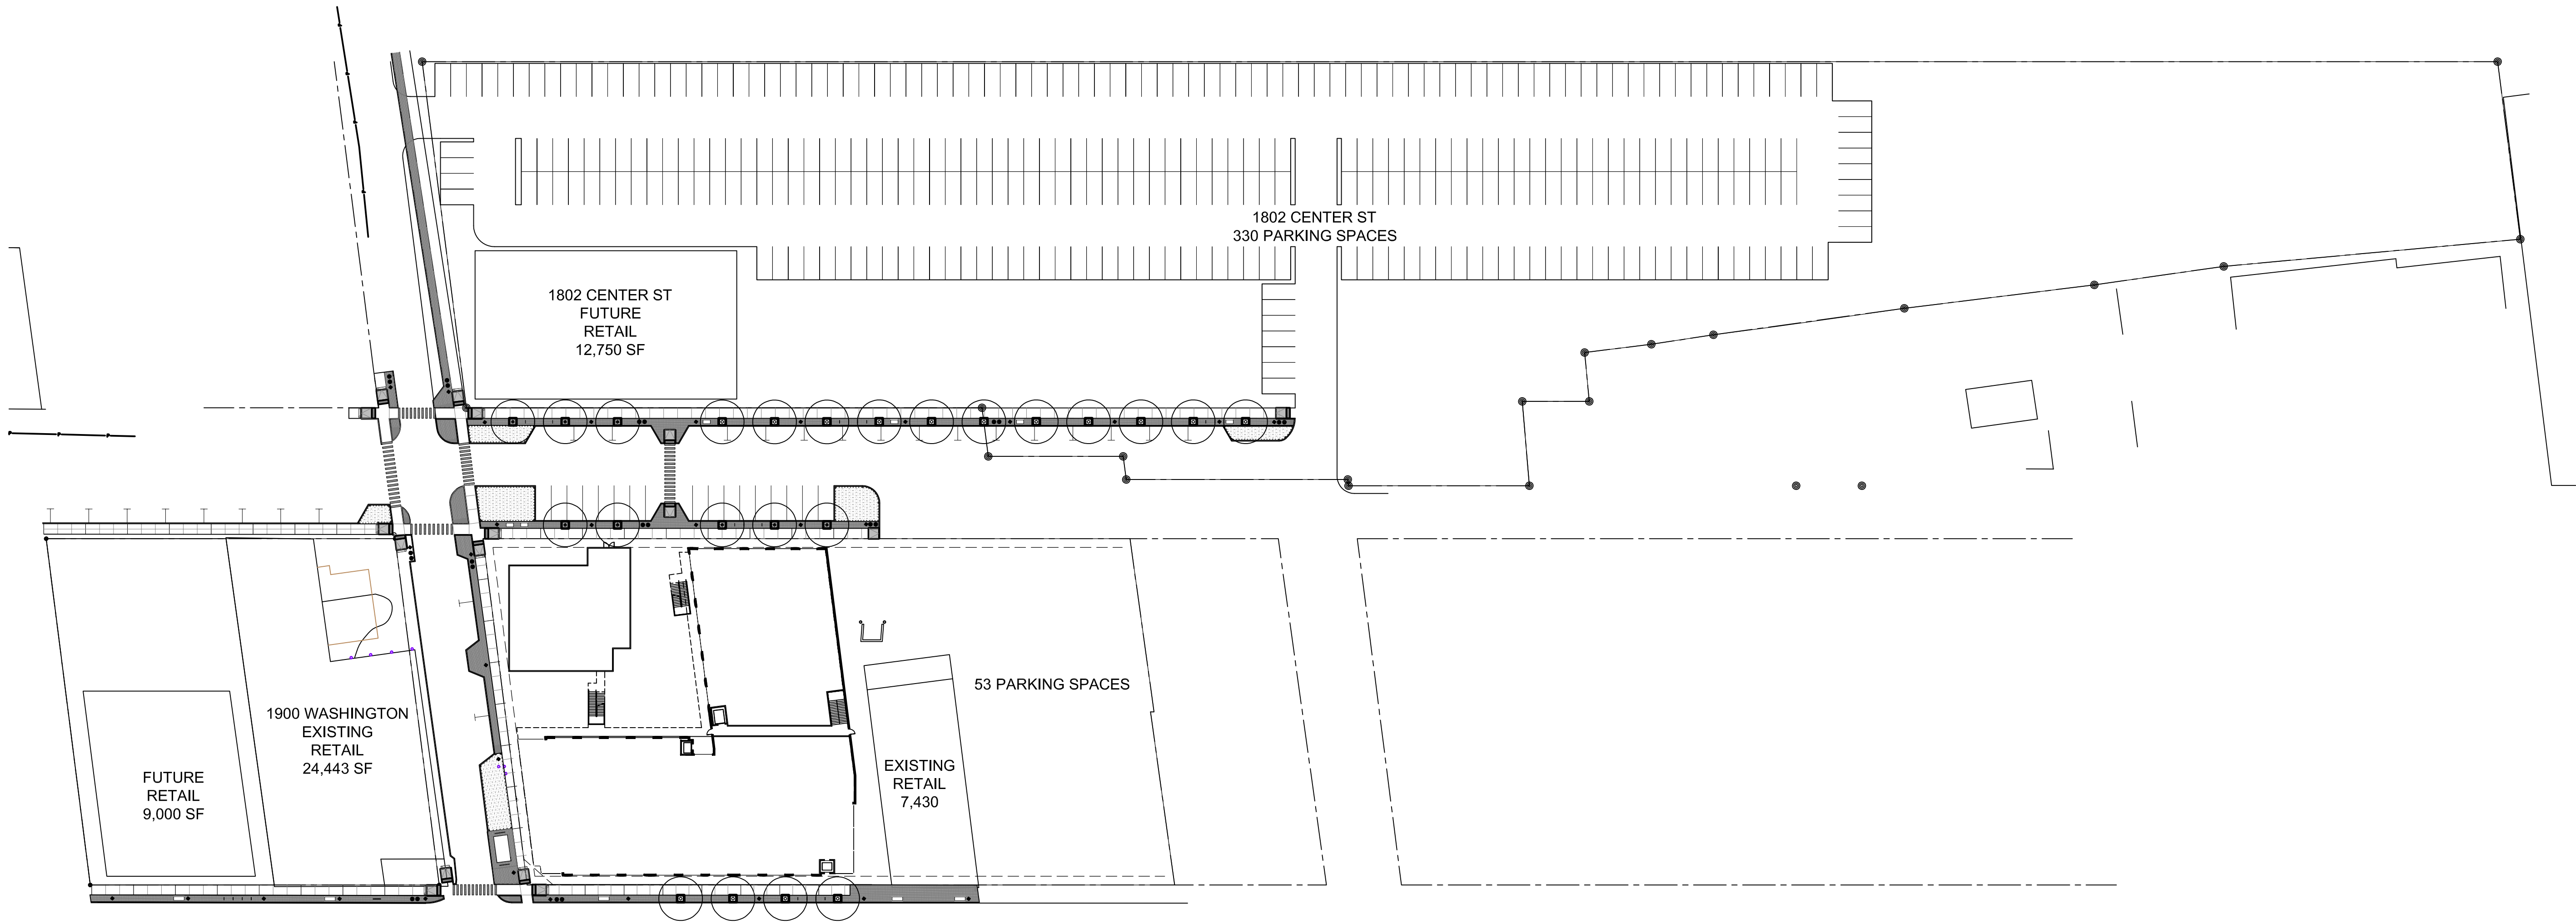 1802 CENTER ST
330 PARKING SPACES
1802 CENTER ST
FUTURE
RETAIL
12,750 SF
53 PARKING SPACES
1900 WASHINGTON
EXISTING
RETAIL
24,443 SF
FUTURE
RETAIL
9,000 SF
EXISTING
RETAIL
7,430